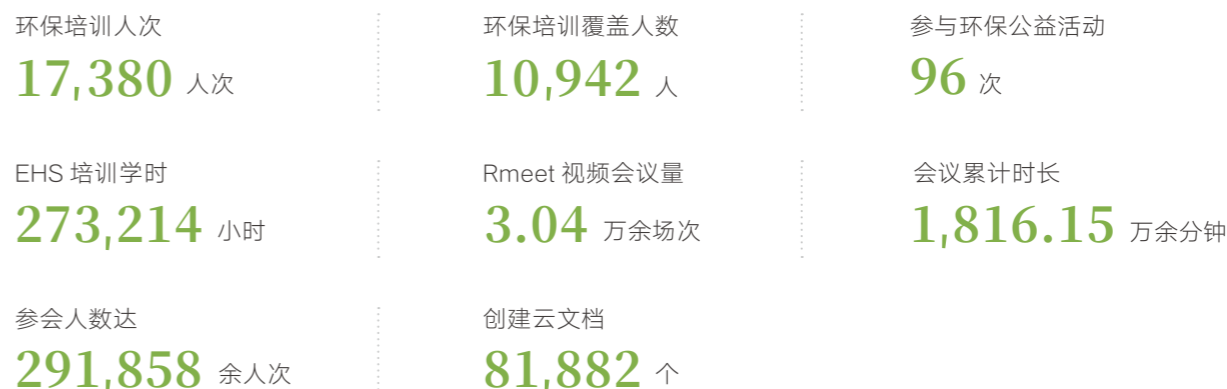 环保培训人次
17,380 人次
环保培训覆盖人数
10,942 人
参与环保公益活动
96 次
EHS 培训学时
273,214 小时
Rmeet 视频会议量
3.04 万余场次
会议累计时长
1,816.15 万余分钟
参会人数达
291,858 余人次
创建云文档
81,882 个